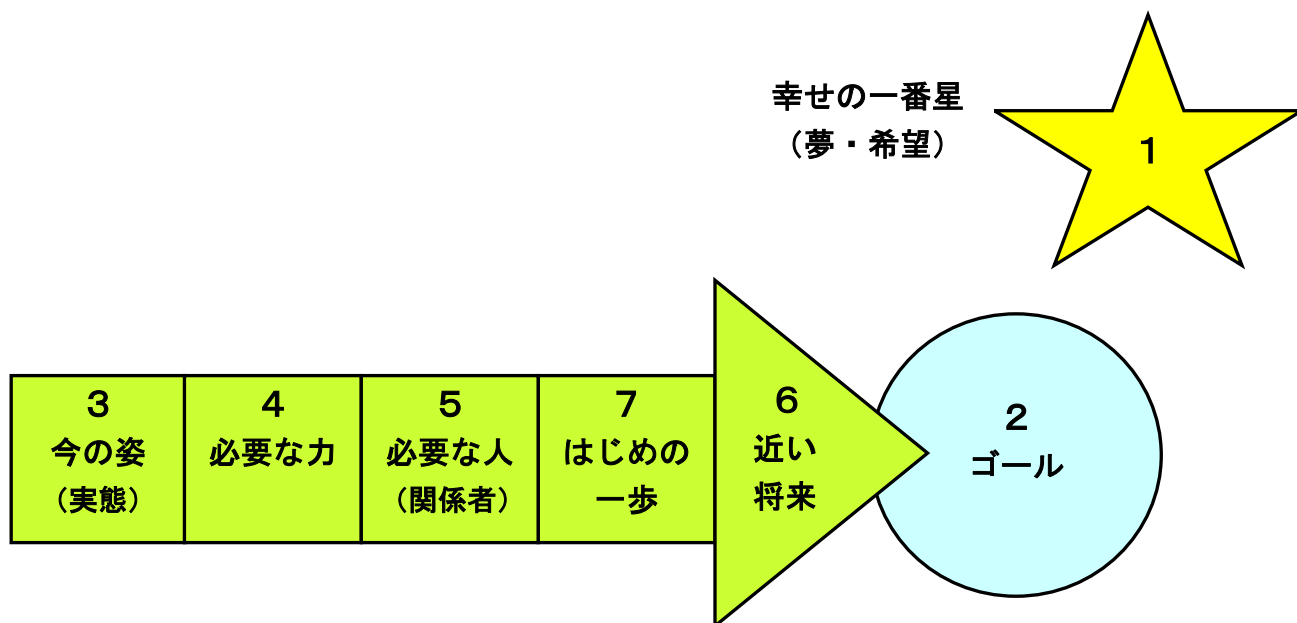 幸せの一番星
（夢・希望）
１
３
今の姿
（実態）
４
必要な力
５
必要な人
（関係者）
７
はじめの
一歩
６
近い
将来
２
ゴール